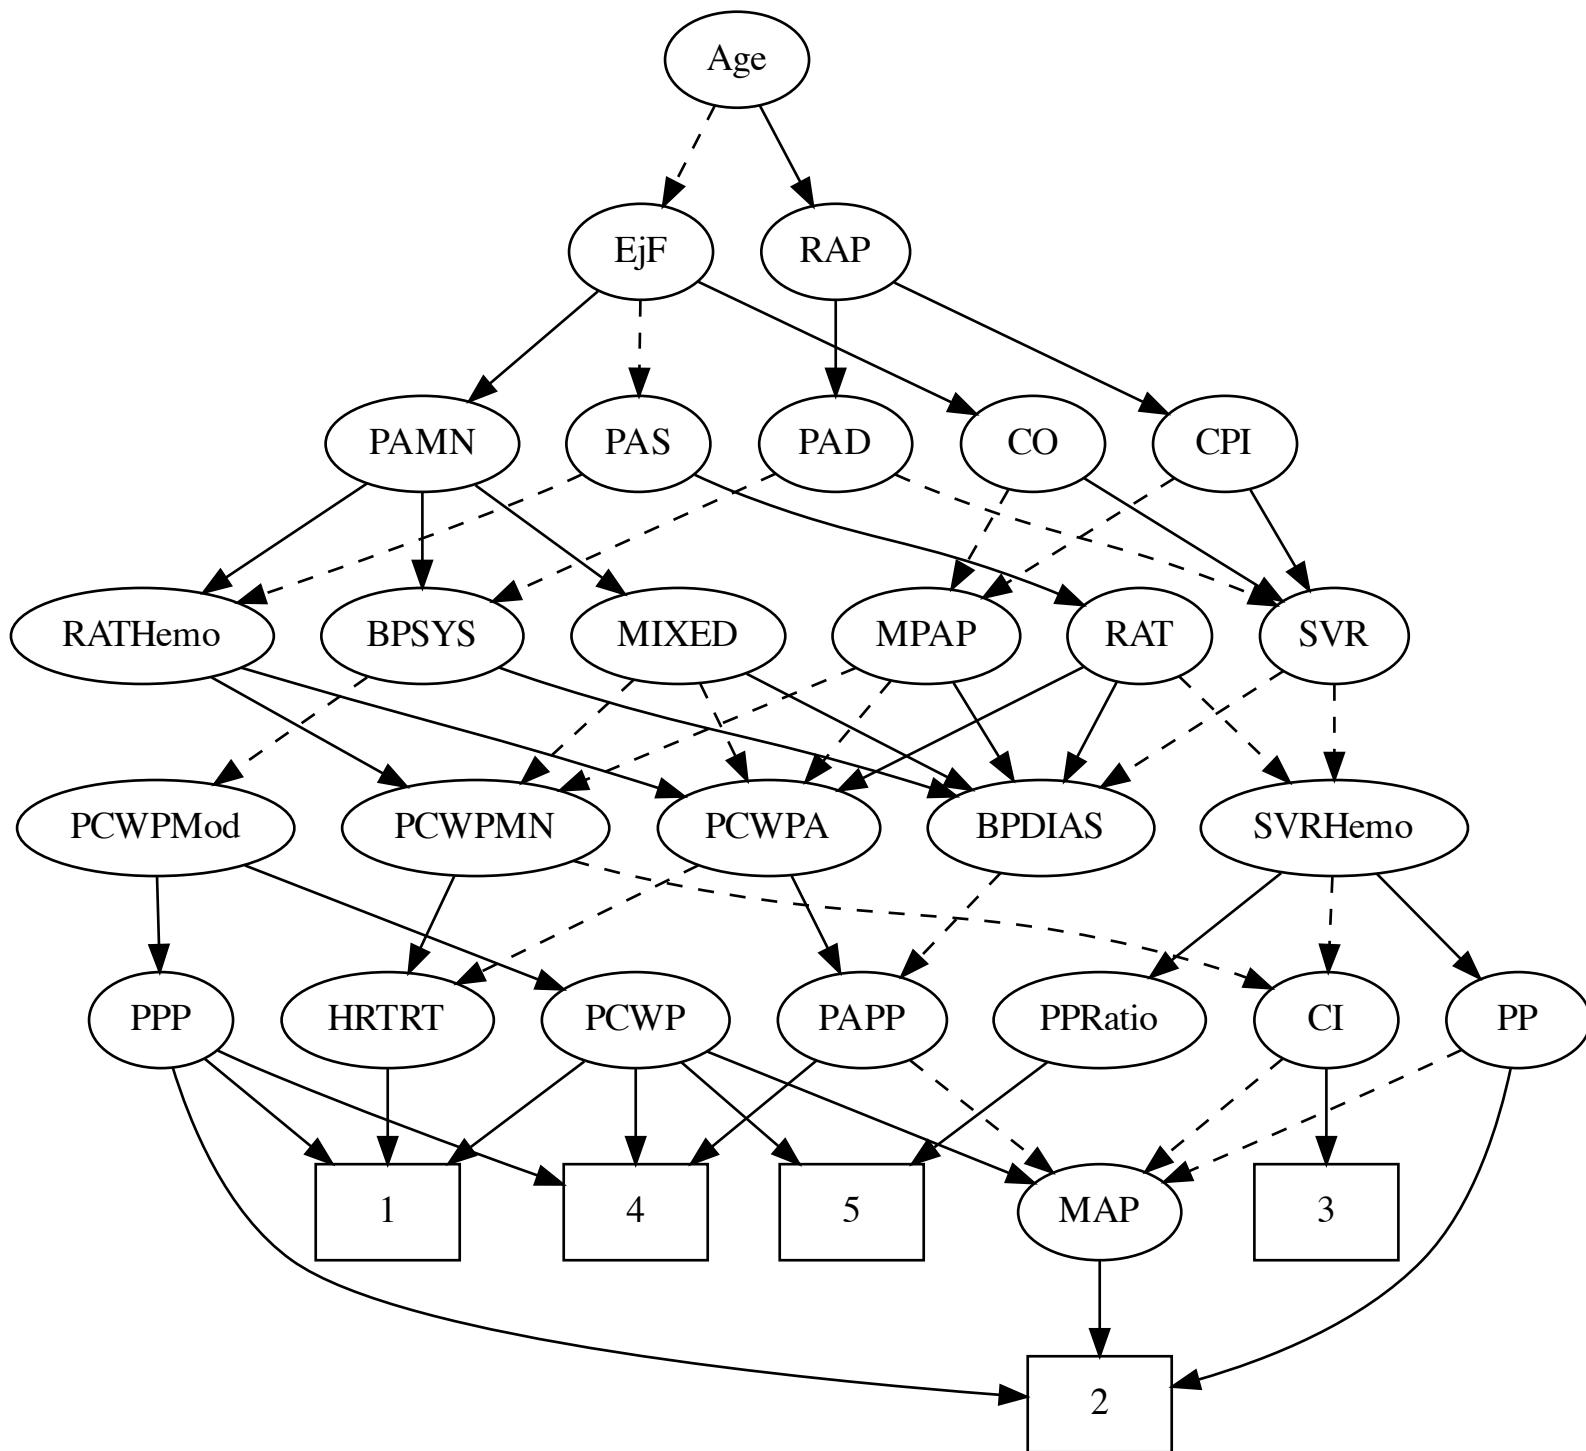 Age
EjF
RAP
PAMN
PAS
PAD
CO
CPI
RATHemo
BPSYS
MIXED
MPAP
RAT
SVR
PCWPMod
PCWPMN
PCWPA
BPDIAS
SVRHemo
PPP
HRTRT
PCWP
PAPP
PPRatio
CI
PP
1
4
5
MAP
3
2